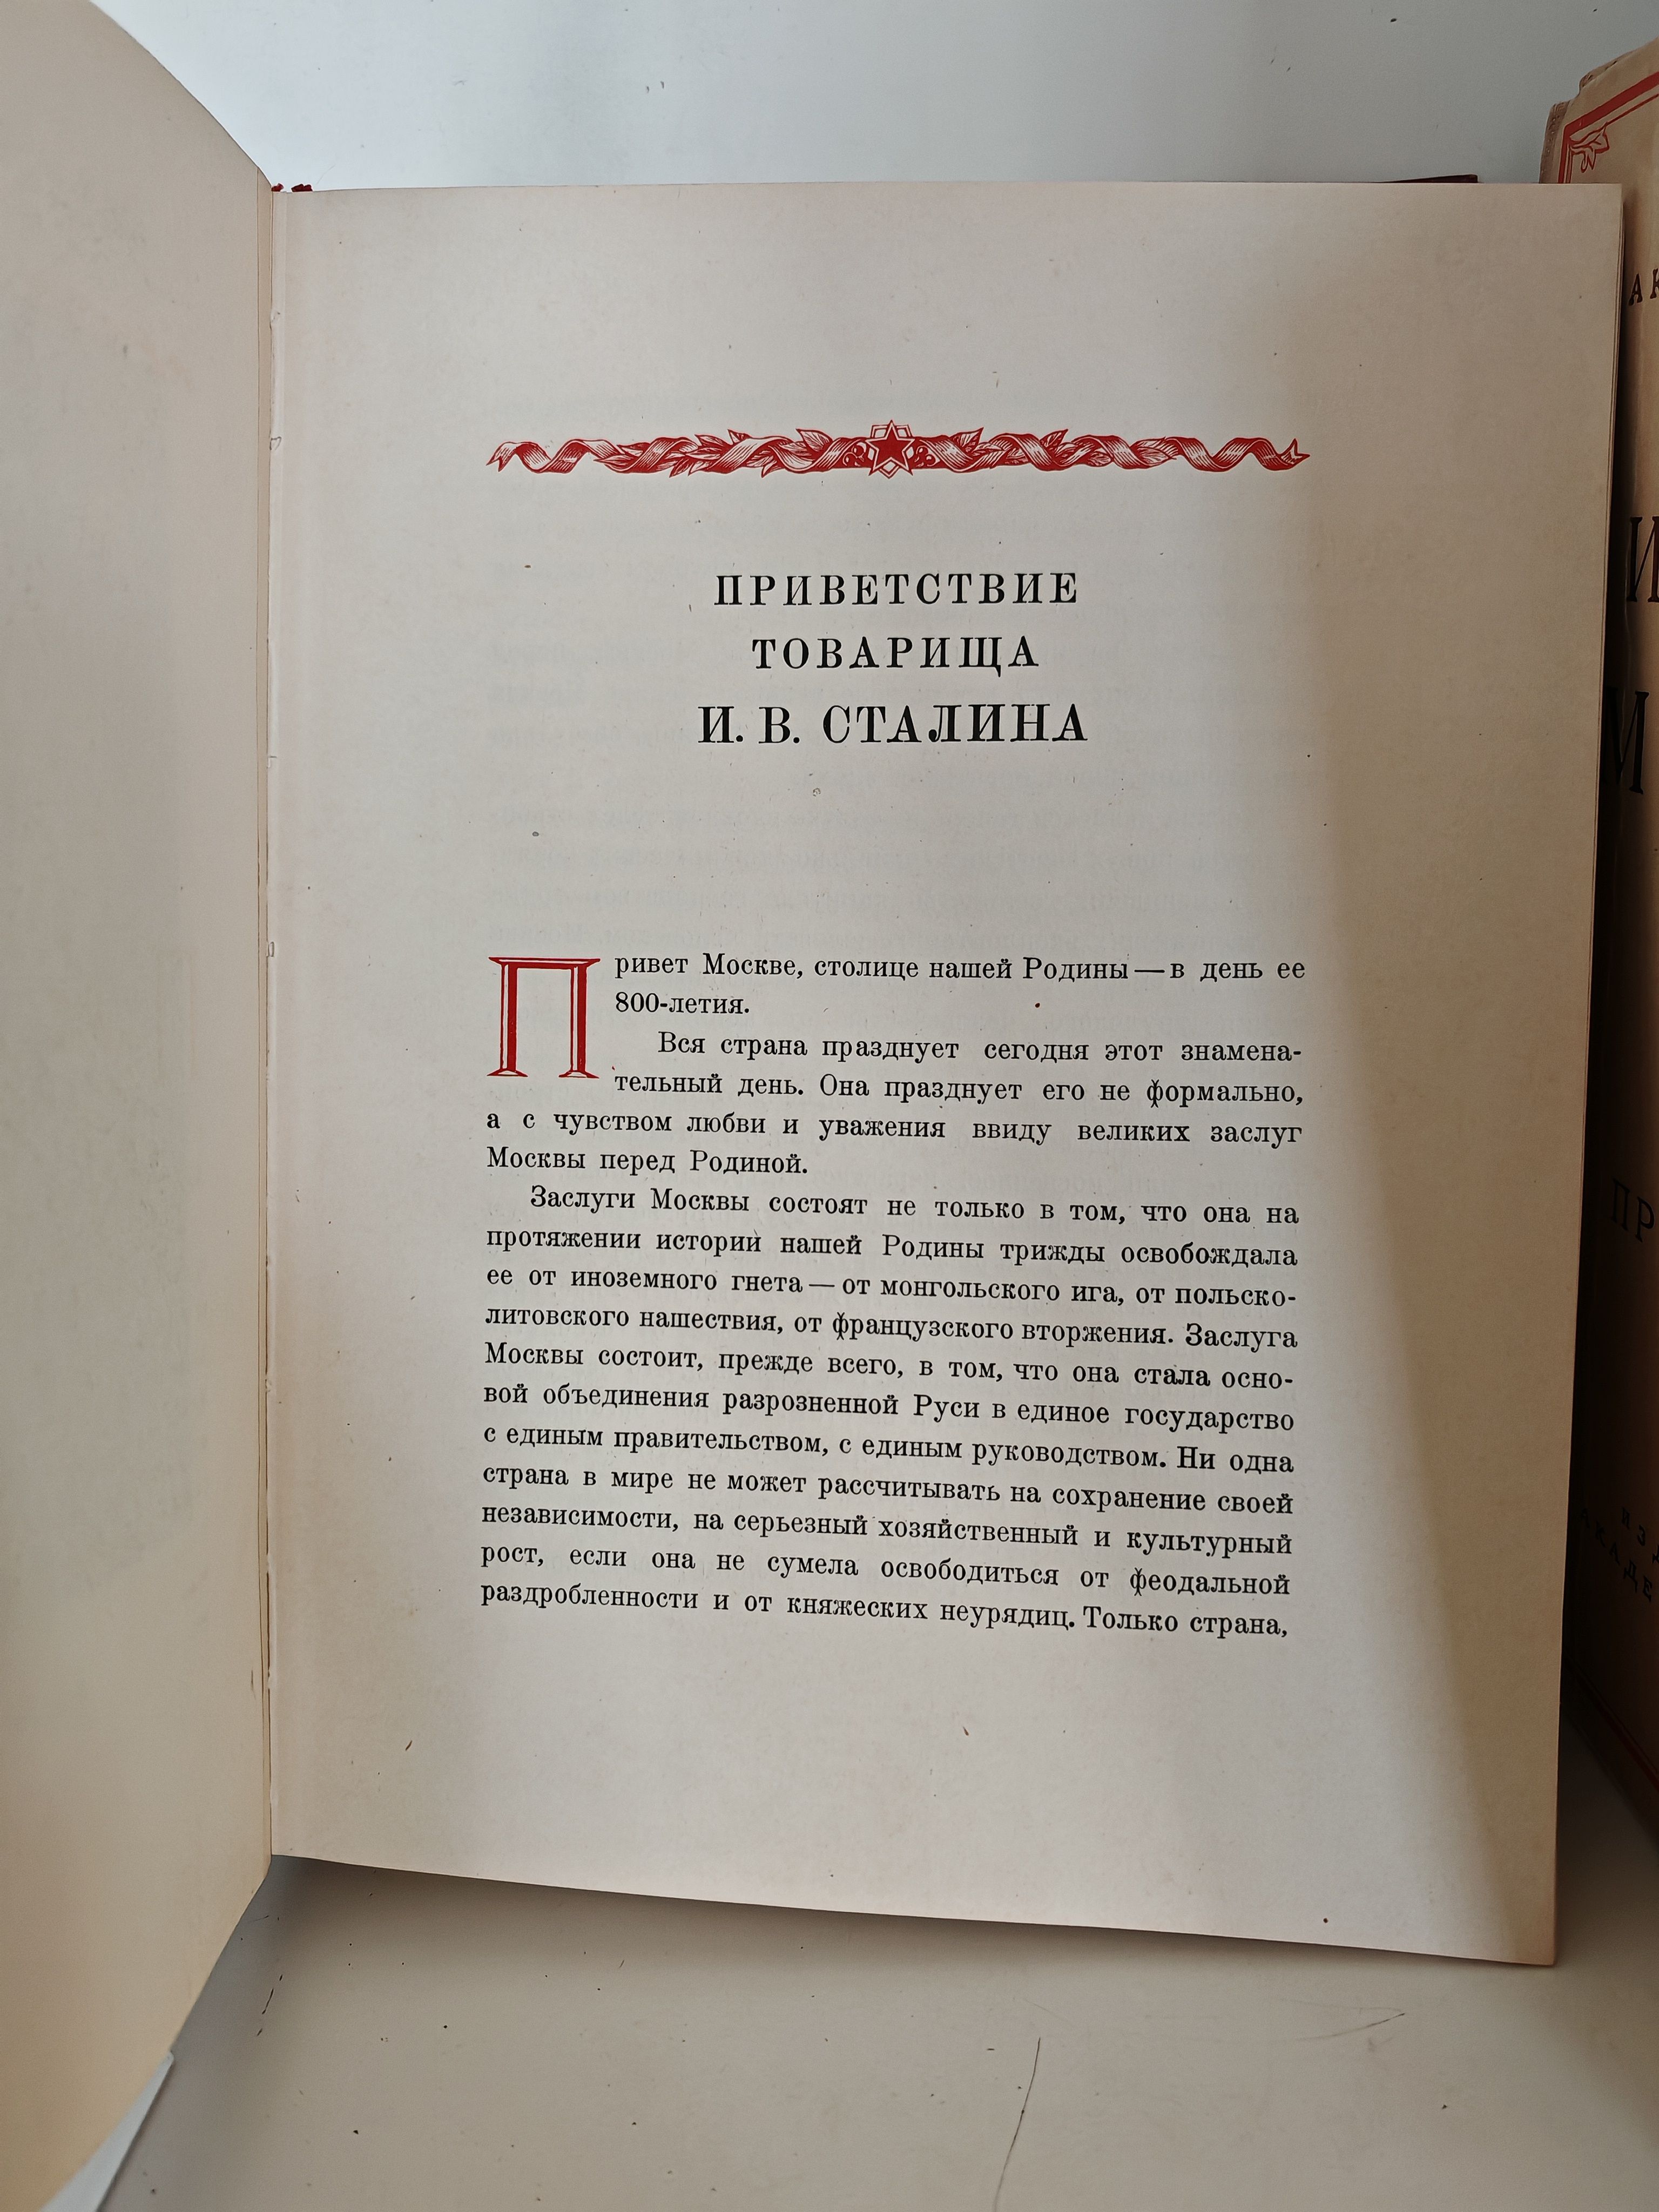 ПРИВЕТСТВИЕ
ТОВАРИЩА
И. В. СТАЛИНА
Привет Москве, столице нашей Родины — в день ее
800-летия.
Вся страна празднует сегодня этот знамена-
тельный день. Она празднует его не формально,
а с чувством любви и уважения ввиду великих заслуг
Москвы перед Родиной.
Заслуги Москвы состоят не только в том, что она на
протяжении истории нашей Родины трижды освобождала
ее от иноземного гнета — от монгольского ига, от польско-
литовского нашествия, от французского вторжения. Заслуга
Москвы состоит, прежде всего, в том, что она стала осно-
вой объединения разрозненной Руси в единое государство
с единым правительством, с единым руководством. Ни одна
страна в мире не может рассчитывать на сохранение своей
независимости, на серьезный хозяйственный и культурный
рост, если она не сумела освободиться от феодальной
раздробленности и от княжеских неурядиц. Только страна,